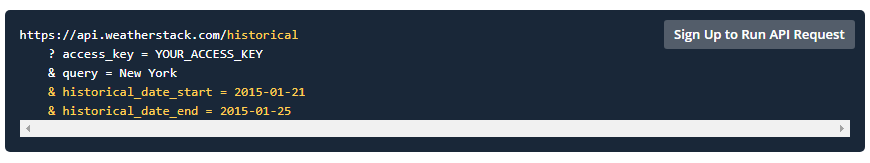 https://api.weatherstack.com/historical
Sign Up to Run API Request
? access_key = YOUR_ACCESS_KEY
& query = New York
& historical_date_start = 2015-01-21
& historical_date_end = 2015-01-25